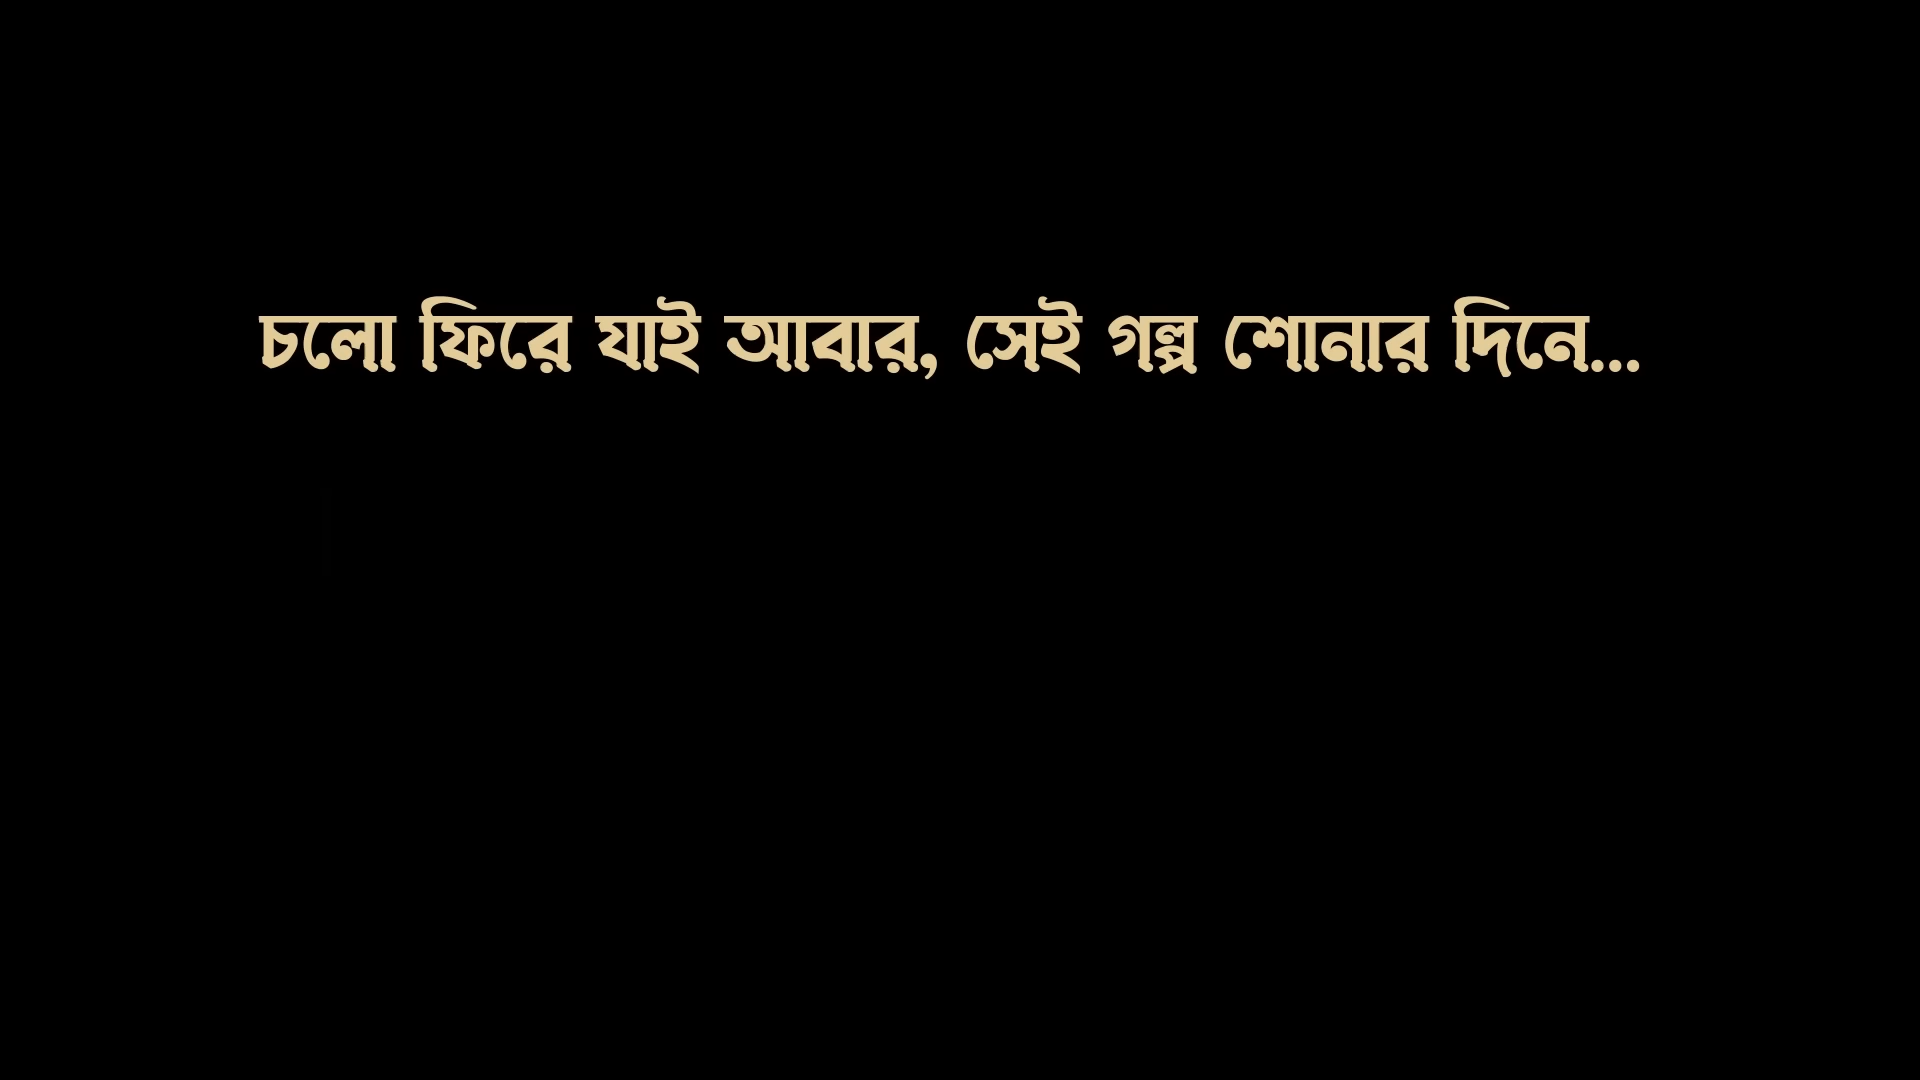 চলো ফিরে যাই আবার, সেই গল্প শোনার দিনে...